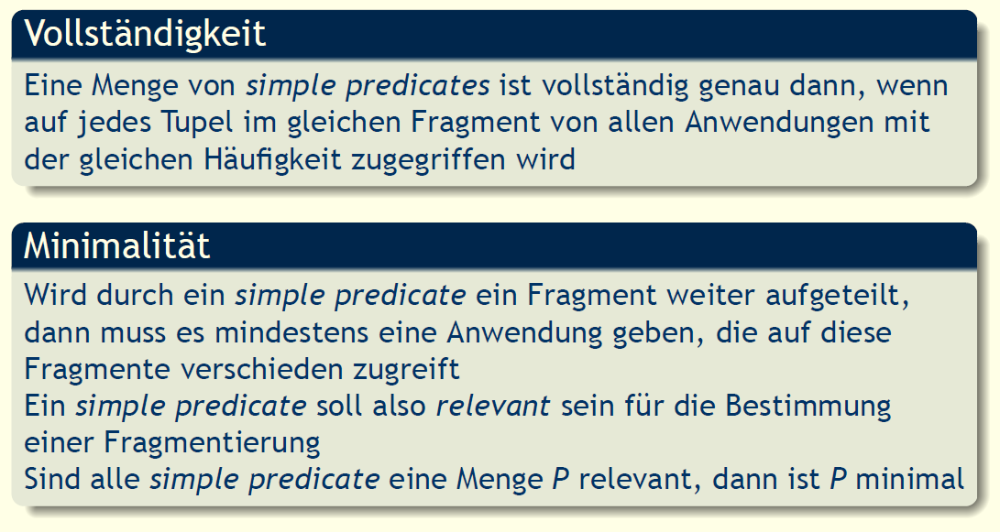 Vollständigkeit
Eine Menge von simple predicates ist vollständig genau dann, wenn
auf jedes Tupel im gleichen Fragment von allen Anwendungen mit
der gleichen Häufigkeit zugegriffen wird
Minimalität
Wird durch ein simple predicate ein Fragment weiter aufgeteilt,
dann muss es mindestens eine Anwendung geben, die auf diese
Fragmente verschieden zugreift
Ein simple predicate soll also relevant sein für die Bestimmung
einer Fragmentierung
Sind alle simple predicate eine Menge P relevant, dann ist P minimal